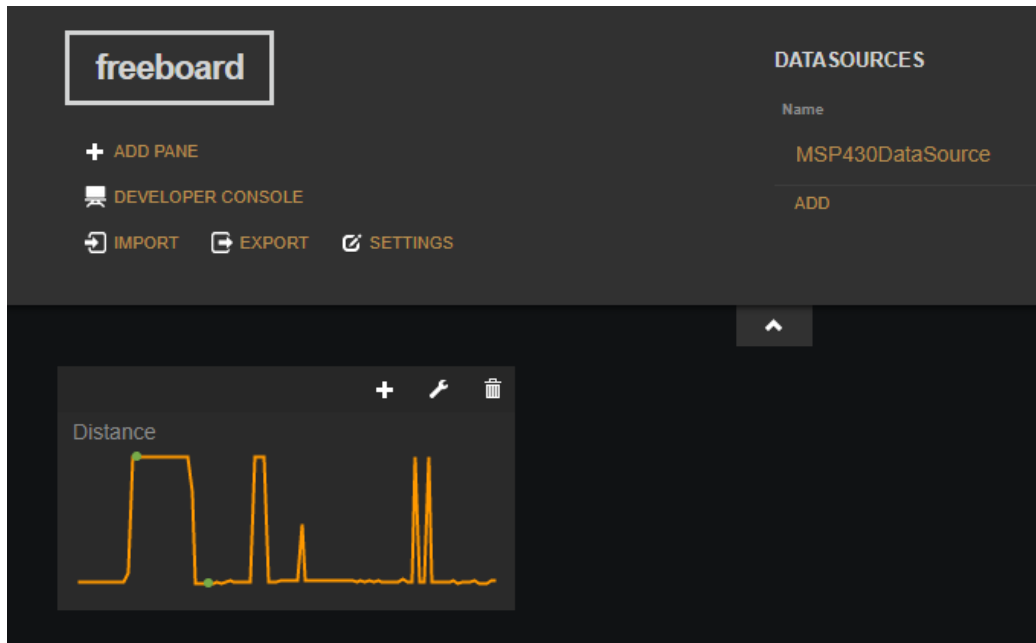 freeboard
ADD PANE
DEVELOPER CONSOLE
IMPORT EXPORT SETTINGS
DATASOURCES
Name
MSP430DataSource
ADD
Distance